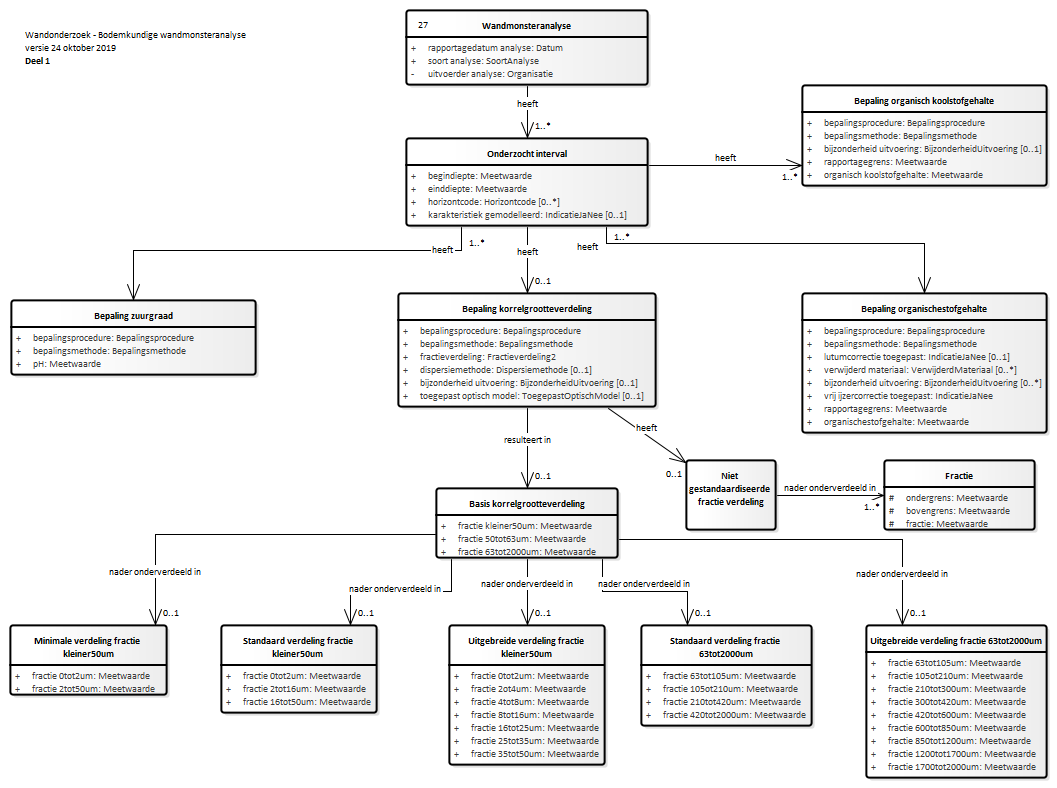 Wandonderzoek - Bodemkundige wandmonsteranalyse
versie 24 oktober 2019
Deel 1
27 Wandmonsteranalyse
+ rapportagedatum analyse: Datum
+ soort analyse: SoortAnalyse
- uitvoerder analyse: Organisatie
heeft
1..*
Bepaling organisch koolstofgehalte
+ bepalingsprocedure: Bepalingsprocedure
+ bepalingsmethode: Bepalingsmethode
+ bijzonderheid uitvoering: BijzonderheidUitvoering [0..1]
+ rapportagegrens: Meetwaarde
+ organisch koolstofgehalte: Meetwaarde
Onderzocht interval
+ begindiepte: Meetwaarde
+ einddiepte: Meetwaarde
+ horizontcode: Horizontcode [0..*]
+ karakteristiek gemodelleerd: IndicatieJaNee [0..1]
heeft
1..*
heeft
1..*
heeft
0..1
heeft
1..*
Bepaling zuurgraad
+ bepalingsprocedure: Bepalingsprocedure
+ bepalingsmethode: Bepalingsmethode
+ pH: Meetwaarde
Bepaling korrelgrootteverdeling
+ bepalingsprocedure: Bepalingsprocedure
+ bepalingsmethode: Bepalingsmethode
+ fractieverdeling: Fractieverdeling2
+ dispersiemethode: Dispersiemethode [0..1]
+ bijzonderheid uitvoering: BijzonderheidUitvoering [0..1]
+ toegepast optisch model: ToegepastOptischModel [0..1]
Bepaling organischestofgehalte
+ bepalingsprocedure: Bepalingsprocedure
+ bepalingsmethode: Bepalingsmethode
+ lutumcorrectie toegepast: IndicatieJaNee [0..1]
+ verwijderd materiaal: VerwijderdMateriaal [0..*]
+ bijzonderheid uitvoering: BijzonderheidUitvoering [0..*]
+ vrij ijzercorrectie toegepast: IndicatieJaNee
+ rapportagegrens: Meetwaarde
+ organischestofgehalte: Meetwaarde
resulteert in
0..1
heeft
0..1
Niet
gestandaardiseerde
fractie verdeling
nader onderverdeeld in
1..*
Fractie
# ondergrens: Meetwaarde
# bovengrens: Meetwaarde
# fractie: Meetwaarde
Basis korrelgrootteverdeling
+ fractie kleiner50um: Meetwaarde
+ fractie 50tot63um: Meetwaarde
+ fractie 63tot2000um: Meetwaarde
nader onderverdeeld in
0..1
nader onderverdeeld in
0..1
nader onderverdeeld in
0..1
nader onderverdeeld in
0..1
nader onderverdeeld in
0..1
Minimale verdeling fractie
kleiner50um
+ fractie 0tot2um: Meetwaarde
+ fractie 2tot50um: Meetwaarde
Standaard verdeling fractie
kleiner50um
+ fractie 0tot2um: Meetwaarde
+ fractie 2tot16um: Meetwaarde
+ fractie 16tot50um: Meetwaarde
Uitgebreide verdeling fractie
kleiner50um
+ fractie 0tot2um: Meetwaarde
+ fractie 2ot4um: Meetwaarde
+ fractie 4tot8um: Meetwaarde
+ fractie 8tot16um: Meetwaarde
+ fractie 16tot25um: Meetwaarde
+ fractie 25tot35um: Meetwaarde
+ fractie 35tot50um: Meetwaarde
Standaard verdeling fractie
63tot2000um
+ fractie 63tot105um: Meetwaarde
+ fractie 105ot210um: Meetwaarde
+ fractie 210tot420um: Meetwaarde
+ fractie 420tot2000um: Meetwaarde
Uitgebreide verdeling fractie 63tot2000um
+ fractie 63tot105um: Meetwaarde
+ fractie 105ot210um: Meetwaarde
+ fractie 210tot300um: Meetwaarde
+ fractie 300tot420um: Meetwaarde
+ fractie 420tot600um: Meetwaarde
+ fractie 600tot850um: Meetwaarde
+ fractie 850tot1200um: Meetwaarde
+ fractie 1200tot1700um: Meetwaarde
+ fractie 1700tot2000um: Meetwaarde